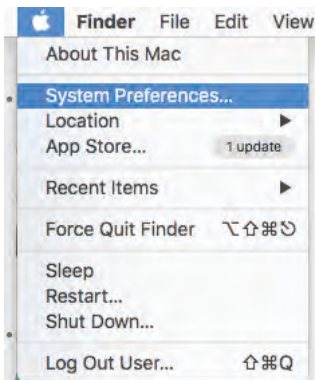 Finder File Edit View
About This Mac
System Preferences...
Location ▶
App Store... 1 update
Recent Items ▶
Force Quit Finder ⌥⇧⌘⎋
Sleep
Restart...
Shut Down...
Log Out User... ⇧⌘Q